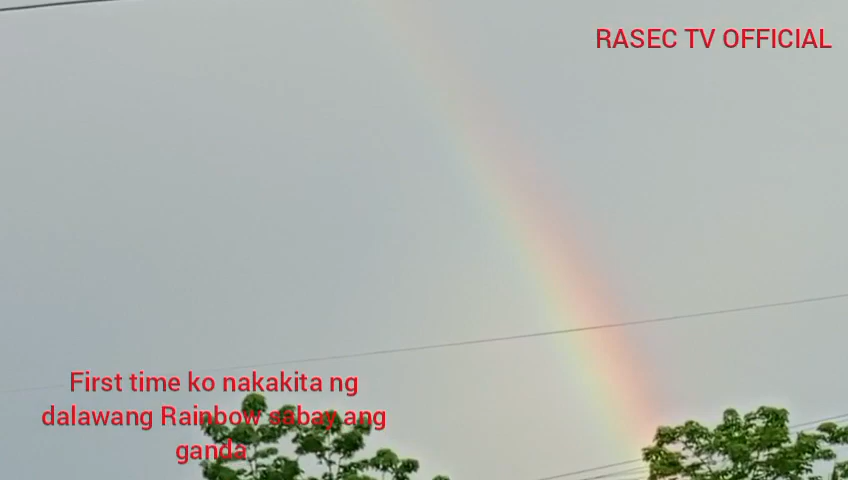 RASEC TV OFFICIAL
First time ko nakakita ng
dalawang Rainbow sabay ang
ganda